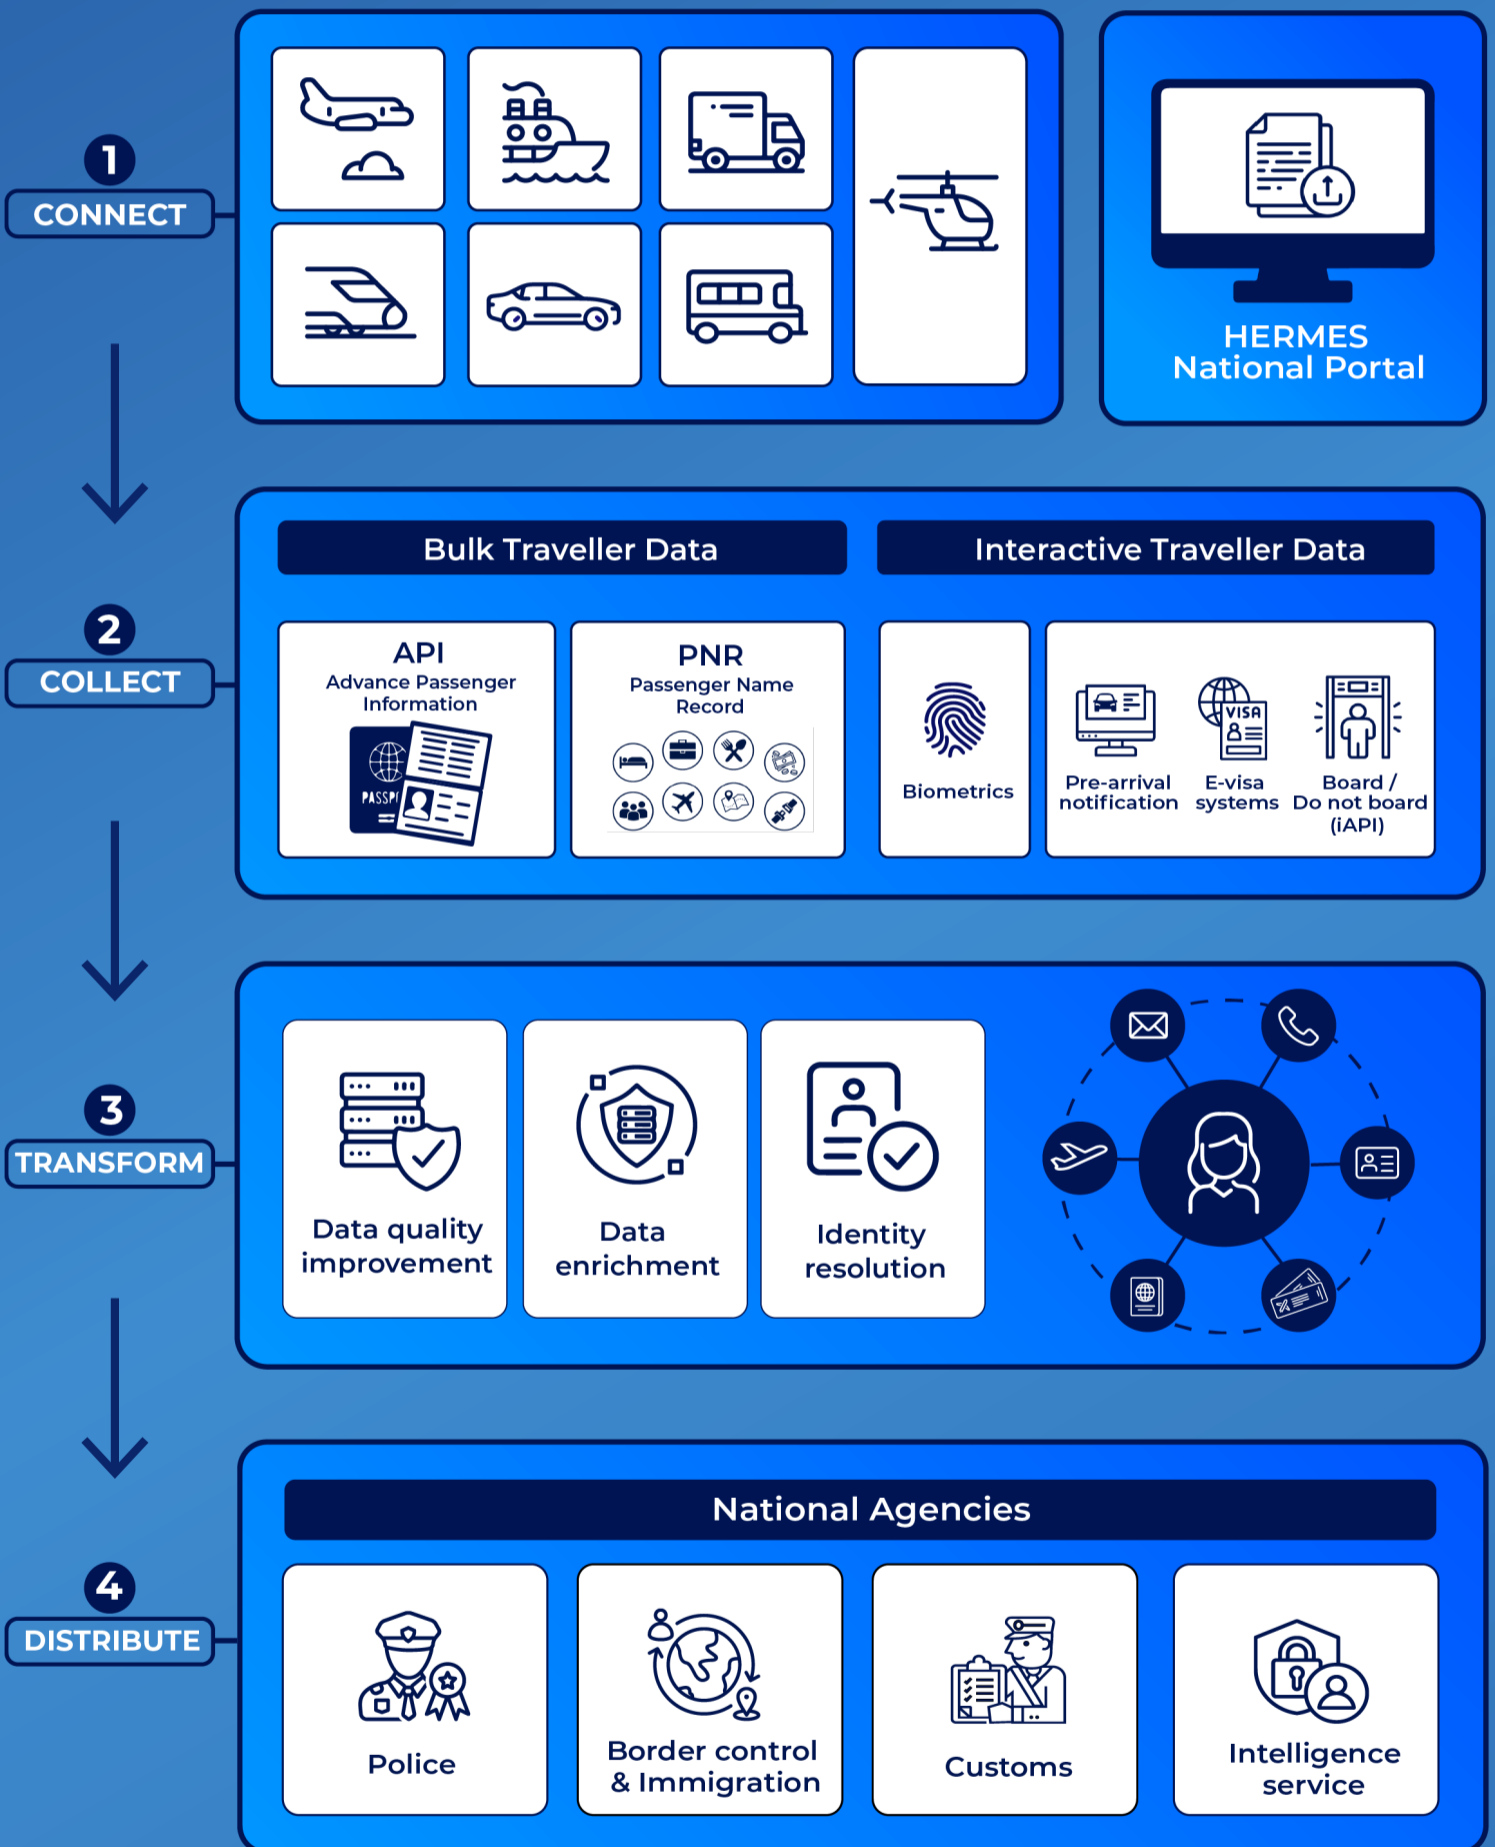 1
CONNECT
HERMES
National Portal
2
COLLECT
Bulk Traveller Data
Interactive Traveller Data
API
Advance Passenger
Information
PASSP
PNR
Passenger Name
Record
Biometrics
Pre-arrival
notification
VISA
E-visa
systems
Board /
Do not board
(iAPI)
3
TRANSFORM
Data quality
improvement
Data
enrichment
Identity
resolution
4
DISTRIBUTE
National Agencies
Police
Border control
& Immigration
Customs
Intelligence
service